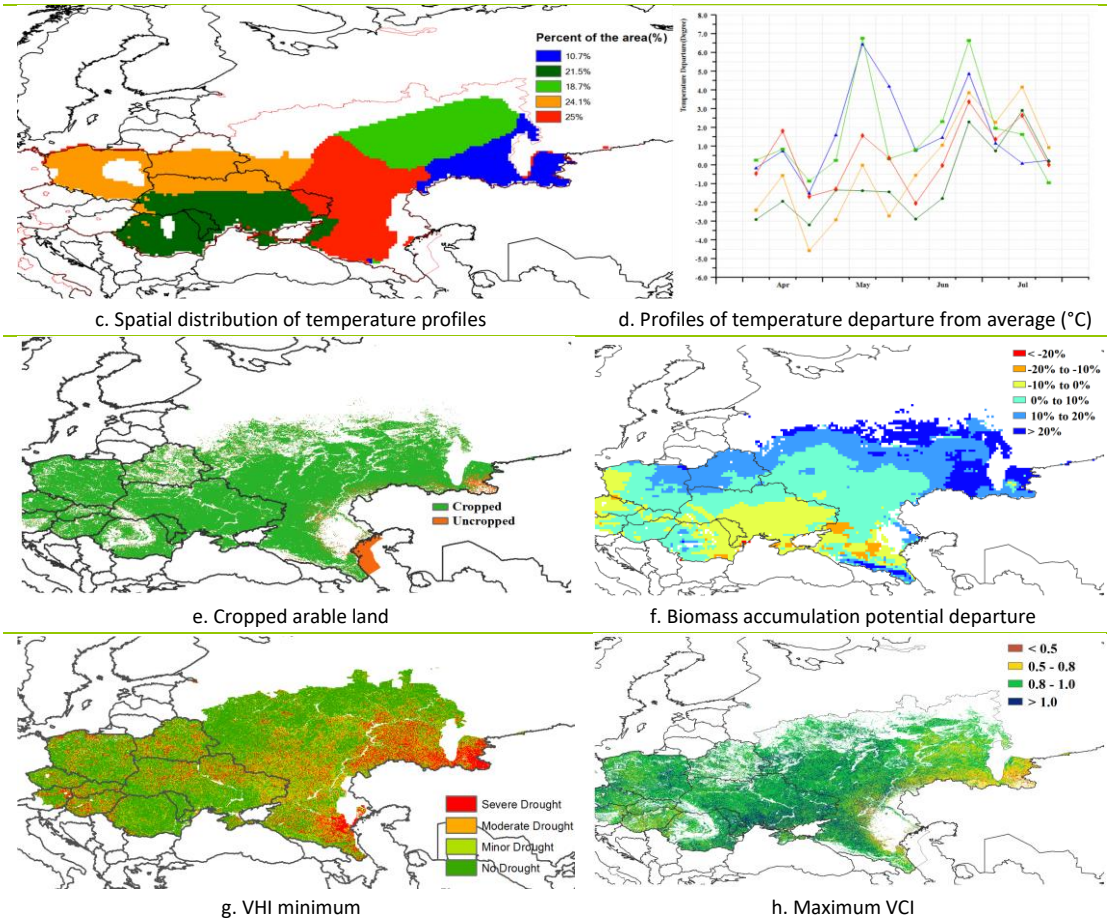 Percent of the area(%)
10.7%
21.5%
18.7%
24.1%
25%
Temperature Departure(Degree)
8.0
7.0
6.0
5.0
4.0
3.0
2.0
1.0
0.0
-1.0
-2.0
-3.0
-4.0
-5.0
-6.0
Apr
May
Jun
Jul
c. Spatial distribution of temperature profiles
d. Profiles of temperature departure from average (°C)
Cropped
Uncropped
< -20%
-20% to -10%
-10% to 0%
0% to 10%
10% to 20%
> 20%
e. Cropped arable land
f. Biomass accumulation potential departure
Severe Drought
Moderate Drought
Minor Drought
No Drought
< 0.5
0.5 - 0.8
0.8 - 1.0
> 1.0
g. VHI minimum
h. Maximum VCI